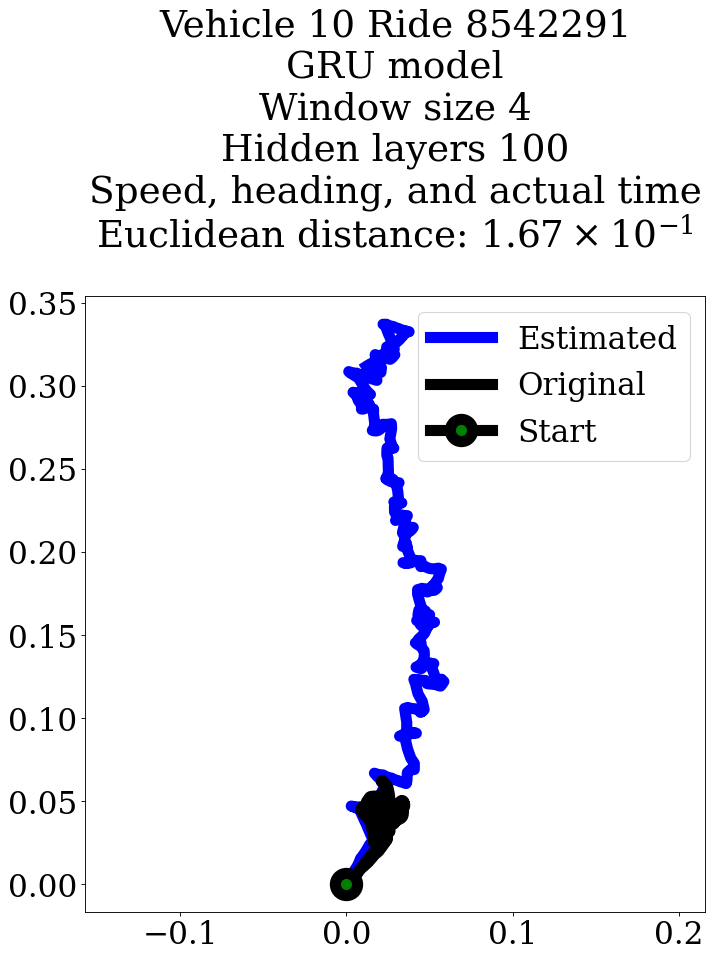 Vehicle 10 Ride 8542291
GRU model
Window size 4
Hidden layers 100
Speed, heading, and actual time
Euclidean distance: 1.67 × 10⁻¹
0.35
0.30
0.25
0.20
0.15
0.10
0.05
0.00
−0.1
0.0
0.1
0.2
Estimated
Original
Start